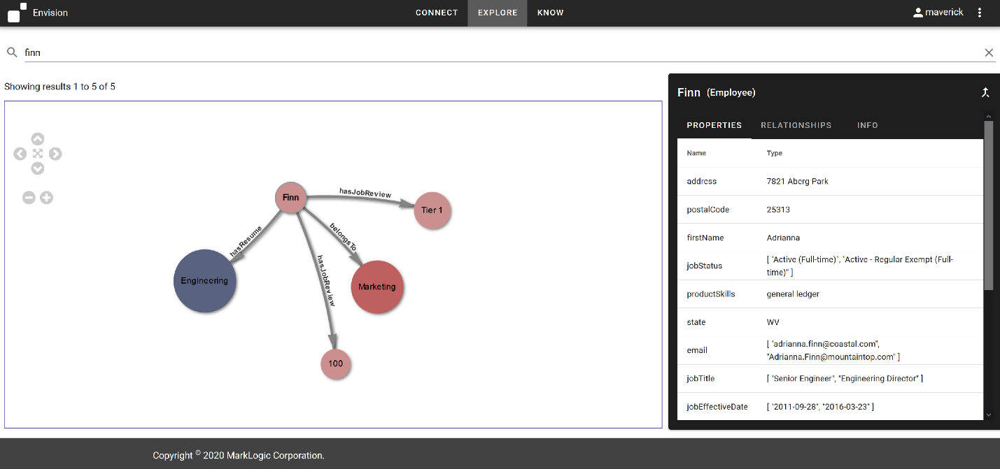 Envision
CONNECT EXPLORE KNOW
maverick
finn
Showing results 1 to 5 of 5
Finn
hasJobReview
Tier 1
hasResume
belongsTo
hasJobReview
Engineering
Marketing
100
Finn (Employee)
PROPERTIES RELATIONSHIPS INFO
Name Type
address 7821 Aberg Park
postalCode 25313
firstName Adrianna
jobStatus [ "Active (Full-time)", "Active - Regular Exempt (Full-
time)" ]
productSkills general ledger
state WV
email [ "adrianna.finn@coastal.com",
"Adrianna.Finn@mountaintop.com" ]
jobTitle [ "Senior Engineer", "Engineering Director" ]
jobEffectiveDate [ "2011-09-28", "2016-03-23" ]
Copyright © 2020 MarkLogic Corporation.